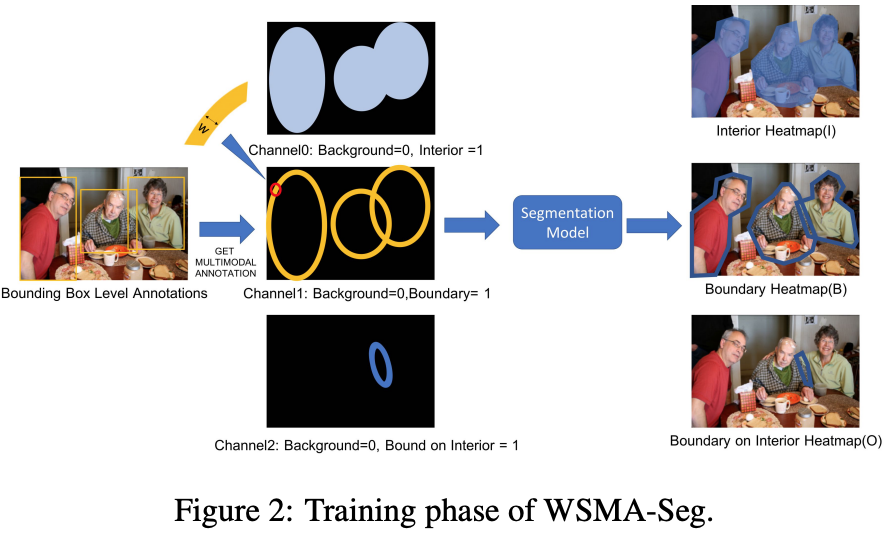 W
Channel0: Background=0, Interior =1
Interior Heatmap(I)
GET
MULTIMODAL
ANNOTATION
Segmentation
Model
Bounding Box Level Annotations
Channel1: Background=0,Boundary= 1
Boundary Heatmap(B)
Channel2: Background=0, Bound on Interior = 1
Boundary on Interior Heatmap(O)
Figure 2: Training phase of WSMA-Seg.